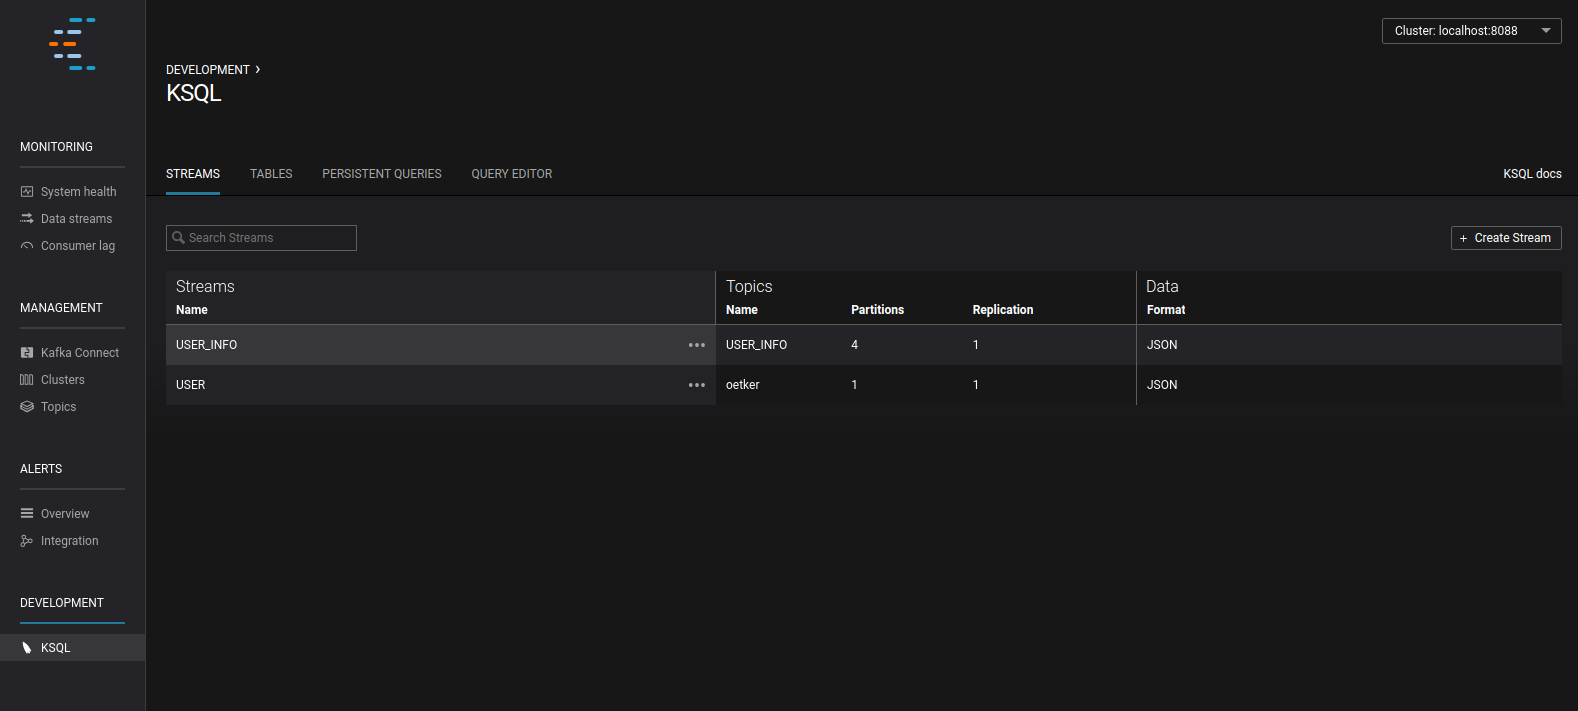 Cluster: localhost:8088
DEVELOPMENT ›
KSQL
MONITORING
System health
Data streams
Consumer lag
MANAGEMENT
Kafka Connect
Clusters
Topics
ALERTS
Overview
Integration
DEVELOPMENT
KSQL
STREAMS TABLES PERSISTENT QUERIES QUERY EDITOR KSQL docs
Search Streams + Create Stream
Streams Topics Data
Name Name Partitions Replication Format
USER_INFO ••• USER_INFO 4 1 JSON
USER ••• oetker 1 1 JSON